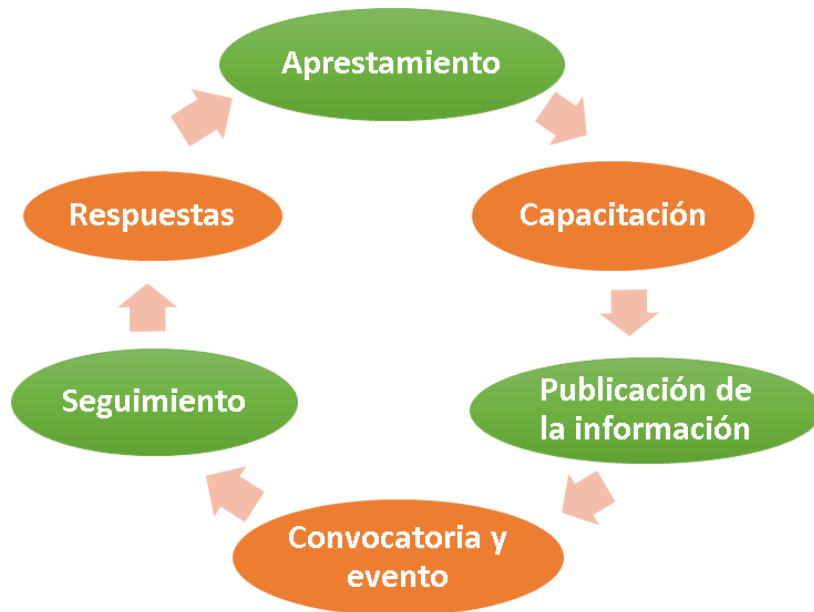 Aprestamiento
Capacitación
Publicación de
la información
Convocatoria y
evento
Seguimiento
Respuestas